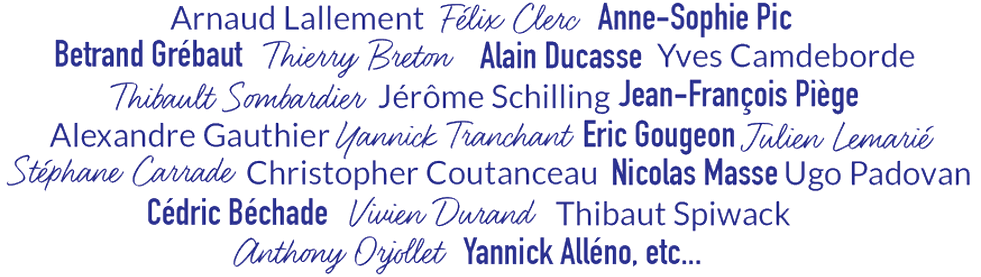 Arnaud Lallement Félix Clerc Anne-Sophie Pic
Betrand Grébaut Thierry Breton Alain Ducasse Yves Camdeborde
Thibault Sombardier Jérôme Schilling Jean-François Piège
Alexandre Gauthier Yannick Tranchant Eric Gougeon Julien Lemarié
Stéphane Carrade Christopher Coutanceau Nicolas Masse Ugo Padovan
Cédric Béchade Vivien Durand Thibaut Spiwack
Anthony Orjollet Yannick Alléno, etc...